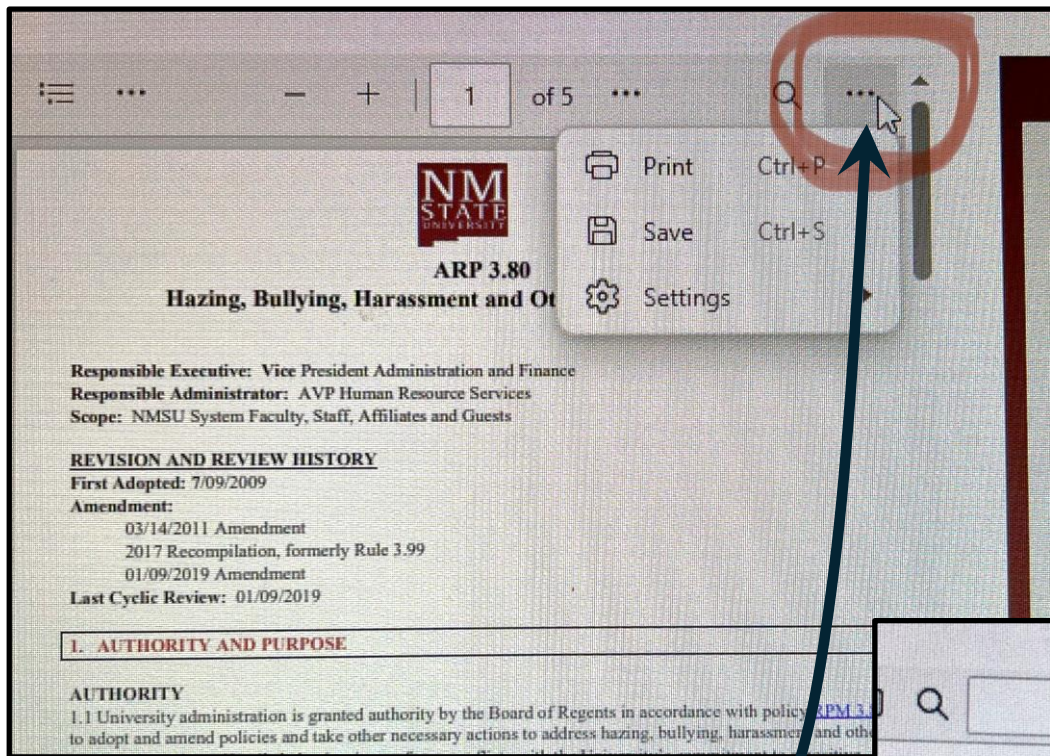 1 of 5
Print Ctrl+P
Save Ctrl+S
Settings
NM
STATE
UNIVERSITY
ARP 3.80
Hazing, Bullying, Harassment and Ot
Responsible Executive: Vice President Administration and Finance
Responsible Administrator: AVP Human Resource Services
Scope: NMSU System Faculty, Staff, Affiliates and Guests
REVISION AND REVIEW HISTORY
First Adopted: 7/09/2009
Amendment:
03/14/2011 Amendment
2017 Recompilation, formerly Rule 3.99
01/09/2019 Amendment
Last Cyclic Review: 01/09/2019
1. AUTHORITY AND PURPOSE
AUTHORITY
1.1 University administration is granted authority by the Board of Regents in accordance with policy RPM 3.
to adopt and amend policies and take other necessary actions to address hazing, bullying, harassment and othe